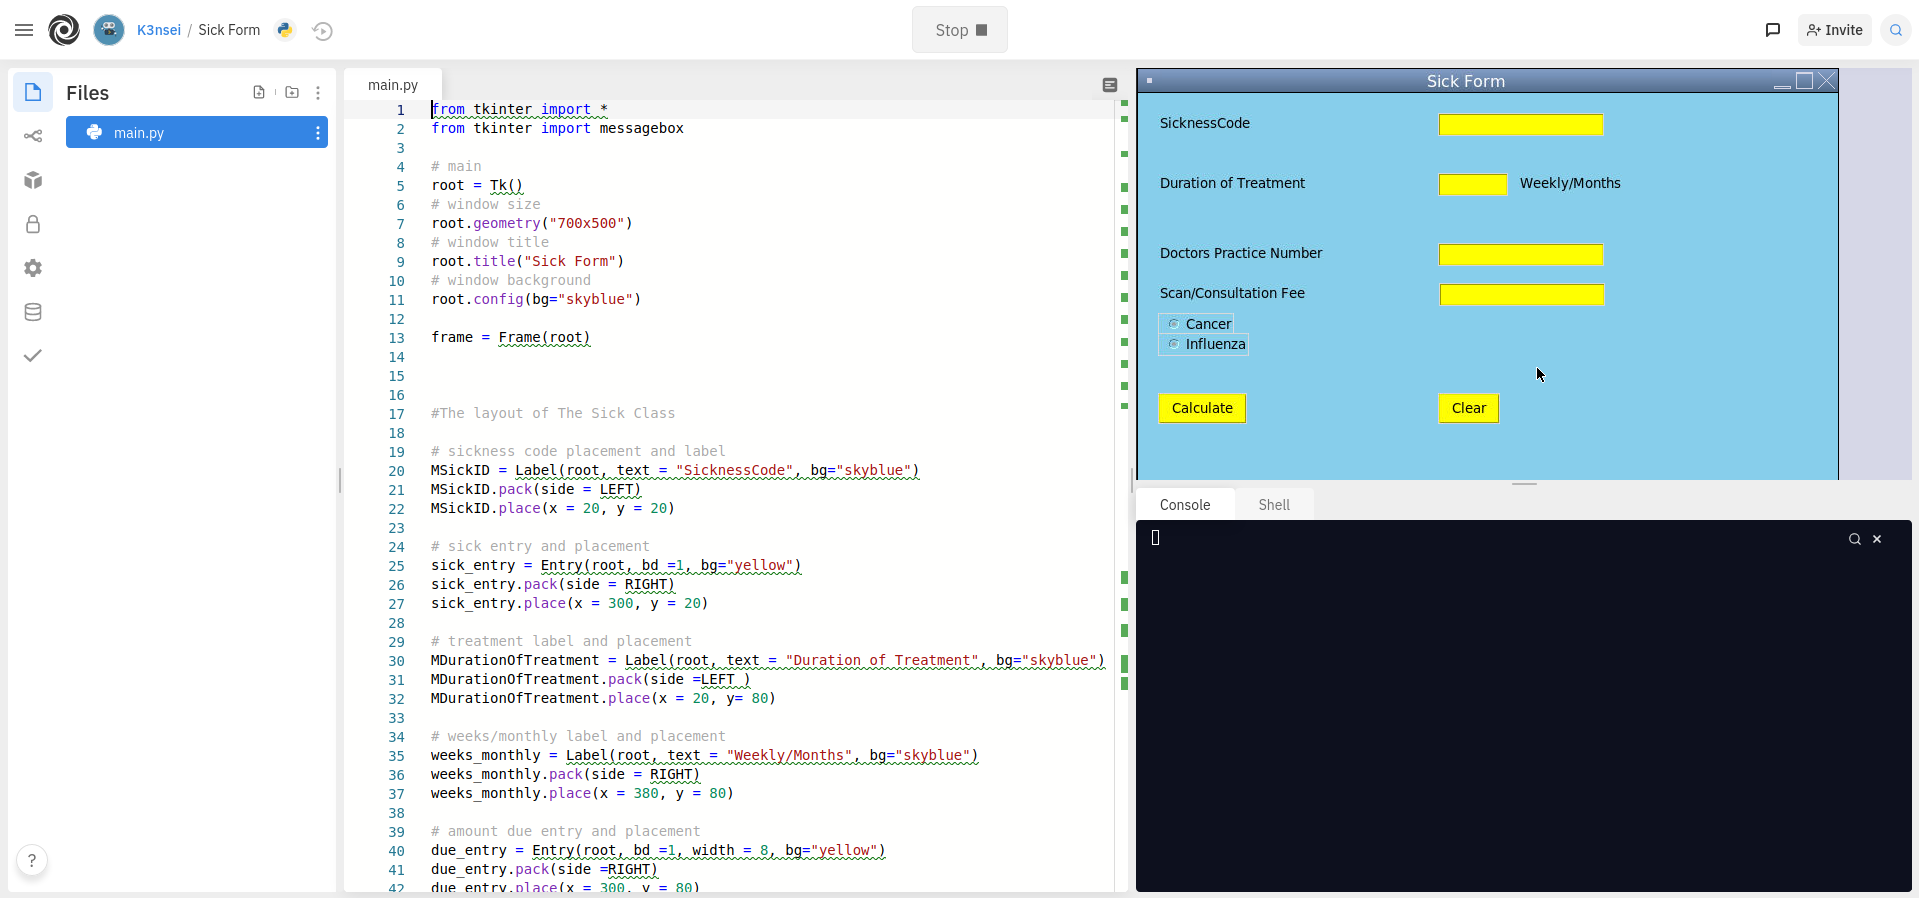 K3nsei / Sick Form
Stop
Invite
Files
main.py
main.py
1 from tkinter import *
2 from tkinter import messagebox
3
4 # main
5 root = Tk()
6 # window size
7 root.geometry("700x500")
8 # window title
9 root.title("Sick Form")
10 # window background
11 root.config(bg="skyblue")
12
13 frame = Frame(root)
14
15
16
17 #The layout of The Sick Class
18
19 # sickness code placement and label
20 MSickID = Label(root, text = "SicknessCode", bg="skyblue")
21 MSickID.pack(side = LEFT)
22 MSickID.place(x = 20, y = 20)
23
24 # sick entry and placement
25 sick_entry = Entry(root, bd =1, bg="yellow")
26 sick_entry.pack(side = RIGHT)
27 sick_entry.place(x = 300, y = 20)
28
29 # treatment label and placement
30 MDurationOfTreatment = Label(root, text = "Duration of Treatment", bg="skyblue")
31 MDurationOfTreatment.pack(side =LEFT )
32 MDurationOfTreatment.place(x = 20, y= 80)
33
34 # weeks/monthly label and placement
35 weeks_monthly = Label(root, text = "Weekly/Months", bg="skyblue")
36 weeks_monthly.pack(side = RIGHT)
37 weeks_monthly.place(x = 380, y = 80)
38
39 # amount due entry and placement
40 due_entry = Entry(root, bd =1, width = 8, bg="yellow")
41 due_entry.pack(side =RIGHT)
42 due_entry.place(x = 300, y = 80)
?
Sick Form
SicknessCode
Duration of Treatment Weekly/Months
Doctors Practice Number
Scan/Consultation Fee
Cancer
Influenza
Calculate Clear
Console Shell